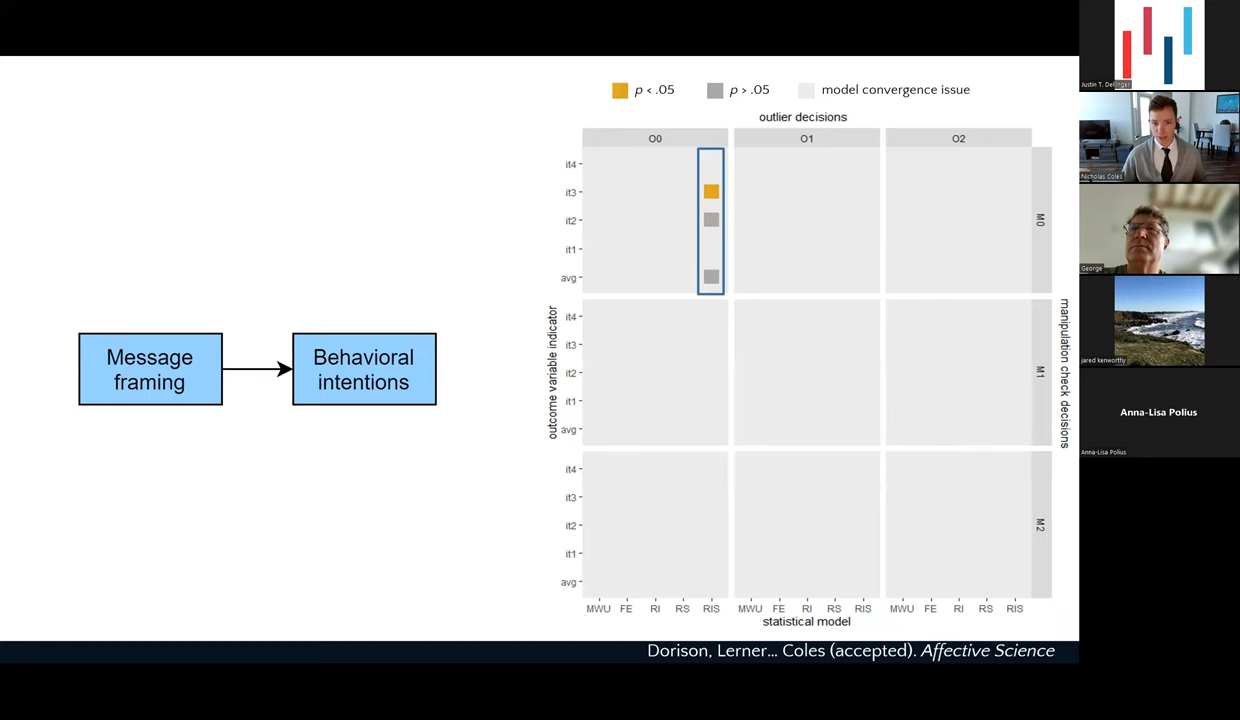 p < .05
p > .05
model convergence issue
outlier decisions
O0
O1
O2
it4
it3
it2
it1
avg
M0
it4
it3
it2
it1
avg
M1
it4
it3
it2
it1
avg
M2
outcome variable indicator
manipulation check decisions
MWU FE RI RS RIS
MWU FE RI RS RIS
MWU FE RI RS RIS
statistical model
Message
framing
Behavioral
intentions
Dorison, Lerner... Coles (accepted). Affective Science
Justin T. Dellinger
Nicholas Coles
George
jared kenworthy
Anna-Lisa Polius
Anna-Lisa Polius